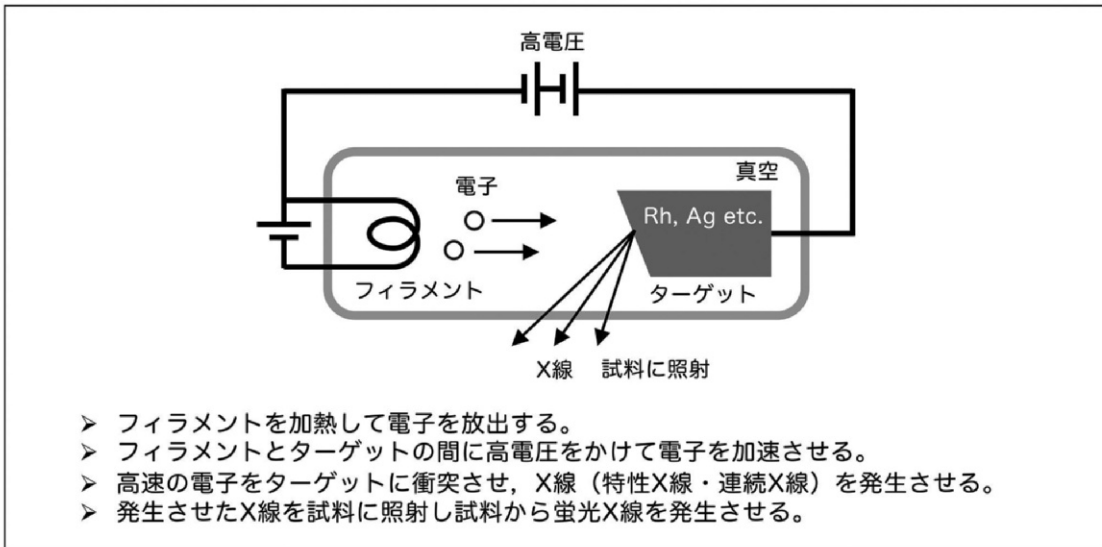 高電圧
真空
電子
Rh, Ag etc.
フィラメント
ターゲット
X線 試料に照射
➢ フィラメントを加熱して電子を放出する。
➢ フィラメントとターゲットの間に高電圧をかけて電子を加速させる。
➢ 高速の電子をターゲットに衝突させ，X線（特性X線・連続X線）を発生させる。
➢ 発生させたX線を試料に照射し試料から蛍光X線を発生させる。